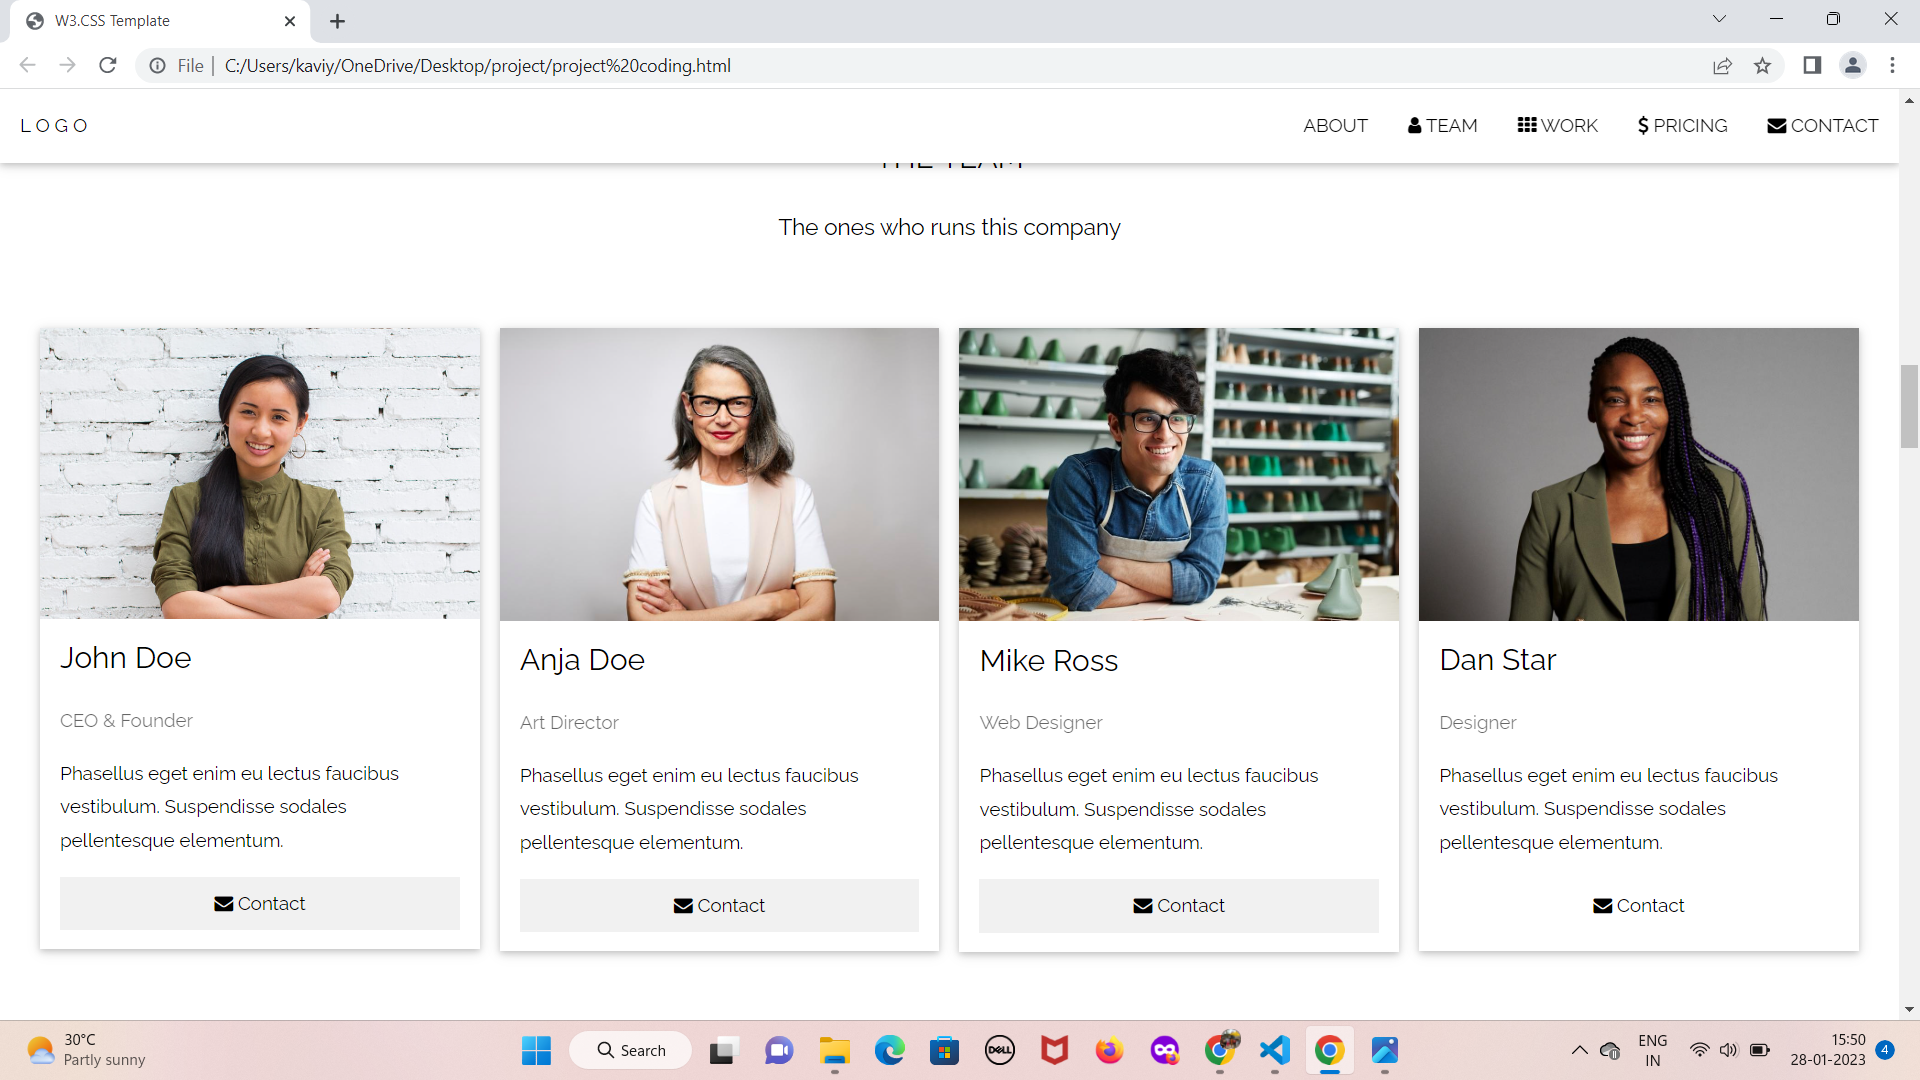 W3.CSS Template
File
C:/Users/kaviy/OneDrive/Desktop/project/project%20coding.html
LOGO
ABOUT
TEAM
WORK
$ PRICING
CONTACT
THE TEAM
The ones who runs this company
John Doe
CEO & Founder
Phasellus eget enim eu lectus faucibus
vestibulum. Suspendisse sodales
pellentesque elementum.
Contact
Anja Doe
Art Director
Phasellus eget enim eu lectus faucibus
vestibulum. Suspendisse sodales
pellentesque elementum.
Contact
Mike Ross
Web Designer
Phasellus eget enim eu lectus faucibus
vestibulum. Suspendisse sodales
pellentesque elementum.
Contact
Dan Star
Designer
Phasellus eget enim eu lectus faucibus
vestibulum. Suspendisse sodales
pellentesque elementum.
Contact
30°C
Partly sunny
Search
DELL
ENG
IN
15:50
28-01-2023
4